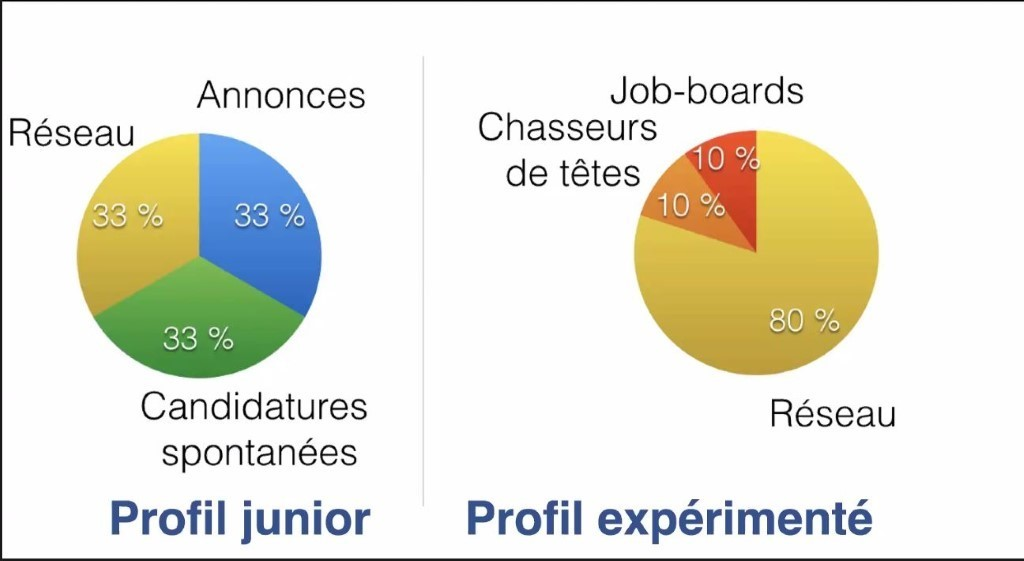 Annonces
Réseau
33 %
33 %
33 %
Candidatures
spontanées
Profil junior
Job-boards
Chasseurs
de têtes
10 %
10 %
80 %
Réseau
Profil expérimenté